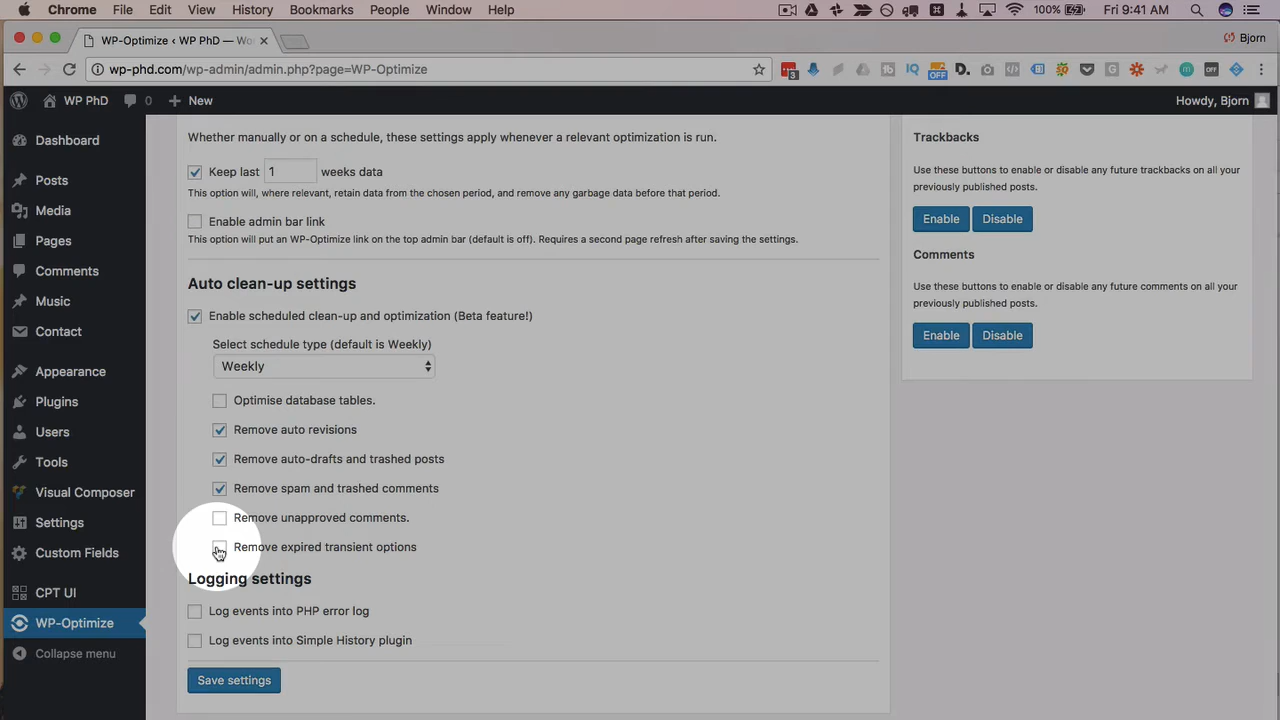 Chrome File Edit View History Bookmarks People Window Help 100% Fri 9:41 AM
WP-Optimize ‹ WP PhD — Wo
Bjorn
wp-phd.com/wp-admin/admin.php?page=WP-Optimize
3
OFF
WP PhD 0 New Howdy, Bjorn
Dashboard
Posts
Media
Pages
Comments
Music
Contact
Appearance
Plugins
Users
Tools
Visual Composer
Settings
Custom Fields
CPT UI
WP-Optimize
Collapse menu
Whether manually or on a schedule, these settings apply whenever a relevant optimization is run.
Keep last 1 weeks data
This option will, where relevant, retain data from the chosen period, and remove any garbage data before that period.
Enable admin bar link
This option will put an WP-Optimize link on the top admin bar (default is off). Requires a second page refresh after saving the settings.
Auto clean-up settings
Enable scheduled clean-up and optimization (Beta feature!)
Select schedule type (default is Weekly)
Weekly
Optimise database tables.
Remove auto revisions
Remove auto-drafts and trashed posts
Remove spam and trashed comments
Remove unapproved comments.
Remove expired transient options
Logging settings
Log events into PHP error log
Log events into Simple History plugin
Save settings
Trackbacks
Use these buttons to enable or disable any future trackbacks on all your
previously published posts.
Enable Disable
Comments
Use these buttons to enable or disable any future comments on all your
previously published posts.
Enable Disable